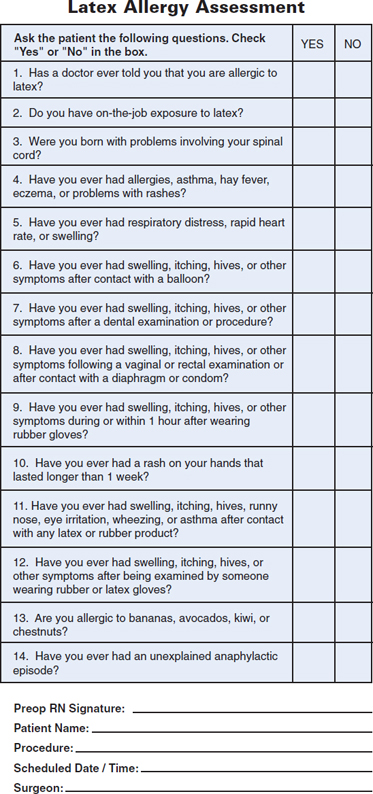 Latex Allergy Assessment
Ask the patient the following questions. Check
"Yes" or "No" in the box.
YES
NO
1. Has a doctor ever told you that you are allergic to
latex?
2. Do you have on-the-job exposure to latex?
3. Were you born with problems involving your spinal
cord?
4. Have you ever had allergies, asthma, hay fever,
eczema, or problems with rashes?
5. Have you ever had respiratory distress, rapid heart
rate, or swelling?
6. Have you ever had swelling, itching, hives, or other
symptoms after contact with a balloon?
7. Have you ever had swelling, itching, hives, or other
symptoms after a dental examination or procedure?
8. Have you ever had swelling, itching, hives, or other
symptoms following a vaginal or rectal examination or
after contact with a diaphragm or condom?
9. Have you ever had swelling, itching, hives, or other
symptoms during or within 1 hour after wearing
rubber gloves?
10. Have you ever had a rash on your hands that
lasted longer than 1 week?
11. Have you ever had swelling, itching, hives, runny
nose, eye irritation, wheezing, or asthma after contact
with any latex or rubber product?
12. Have you ever had swelling, itching, hives, or
other symptoms after being examined by someone
wearing rubber or latex gloves?
13. Are you allergic to bananas, avocados, kiwi, or
chestnuts?
14. Have you ever had an unexplained anaphylactic
episode?
Preop RN Signature:
Patient Name:
Procedure:
Scheduled Date / Time:
Surgeon: